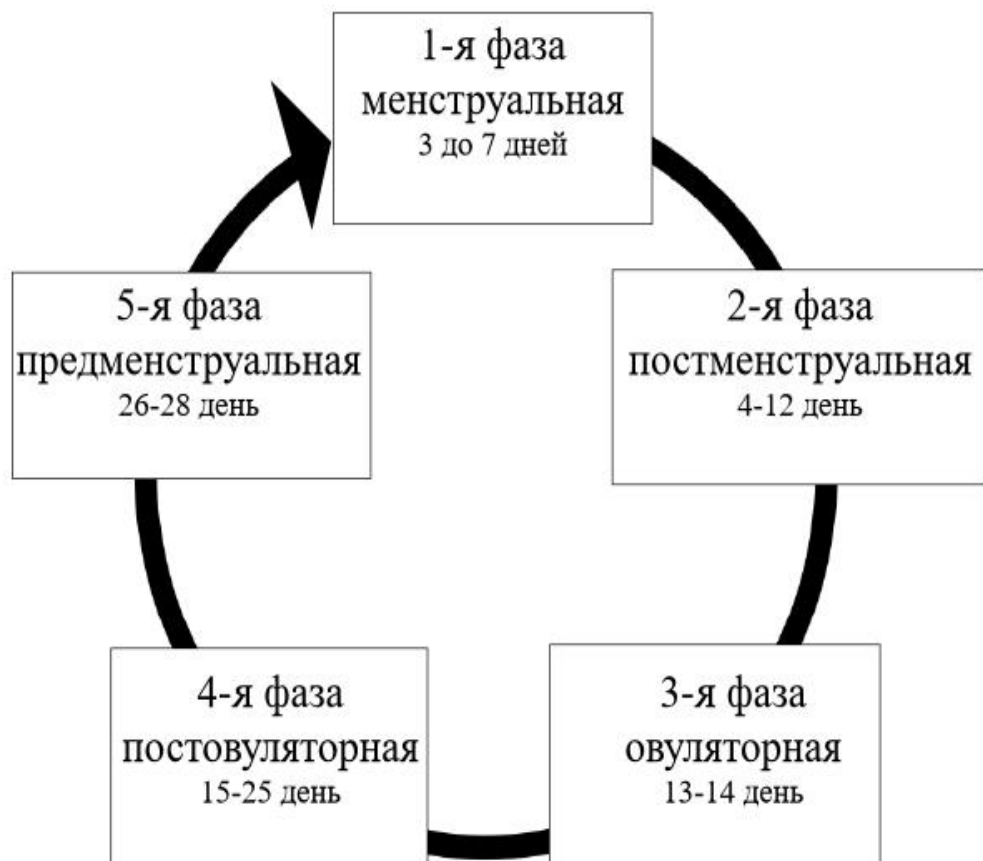 1-я фаза
менструальная
3 до 7 дней
2-я фаза
постменструальная
4-12 день
3-я фаза
овуляторная
13-14 день
4-я фаза
постовуляторная
15-25 день
5-я фаза
предменструальная
26-28 день